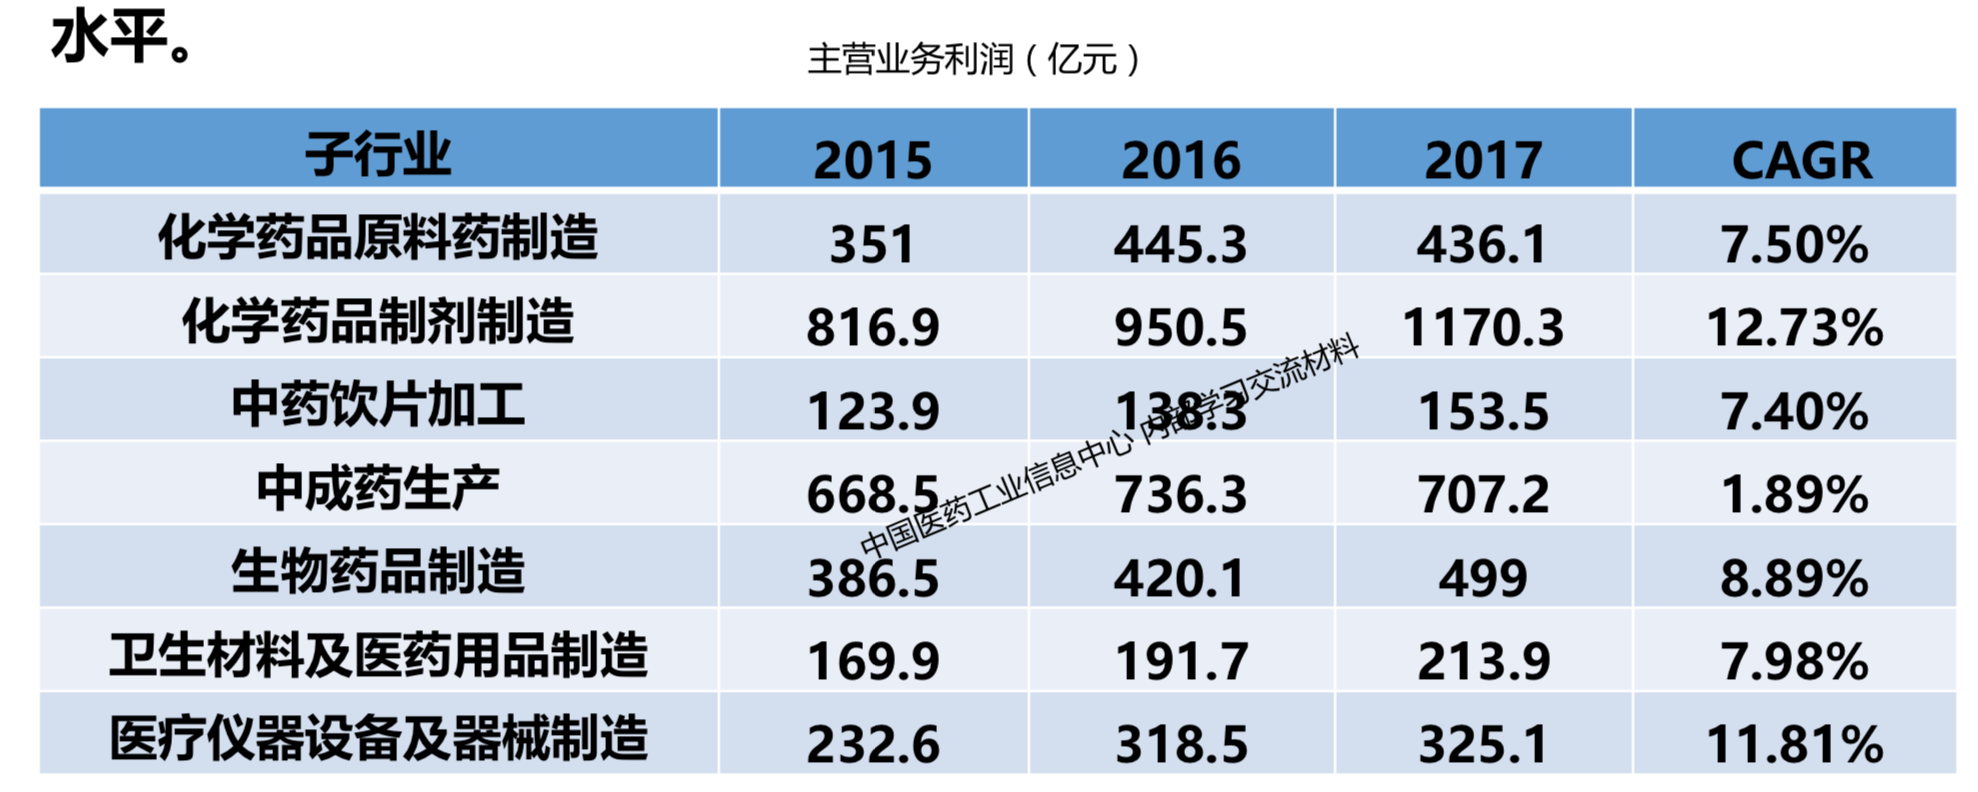 水平。
主营业务利润（亿元）
子行业 2015 2016 2017 CAGR
化学药品原料药制造 351 445.3 436.1 7.50%
化学药品制剂制造 816.9 950.5 1170.3 12.73%
中药饮片加工 123.9 138.3 153.5 7.40%
中成药生产 668.5 736.3 707.2 1.89%
生物药品制造 386.5 420.1 499 8.89%
卫生材料及医药用品制造 169.9 191.7 213.9 7.98%
医疗仪器设备及器械制造 232.6 318.5 325.1 11.81%
中国医药工业信息中心 内部学习交流材料